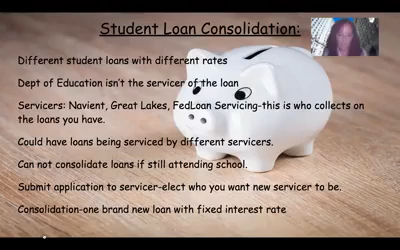 Student Loan Consolidation:
Different student loans with different rates
Dept of Education isn't the servicer of the loan
Servicers: Navient, Great Lakes, FedLoan Servicing-this is who collects on
the loans you have.
Could have loans being serviced by different servicers.
Can not consolidate loans if still attending school.
Submit application to servicer-elect who you want new servicer to be.
Consolidation-one brand new loan with fixed interest rate